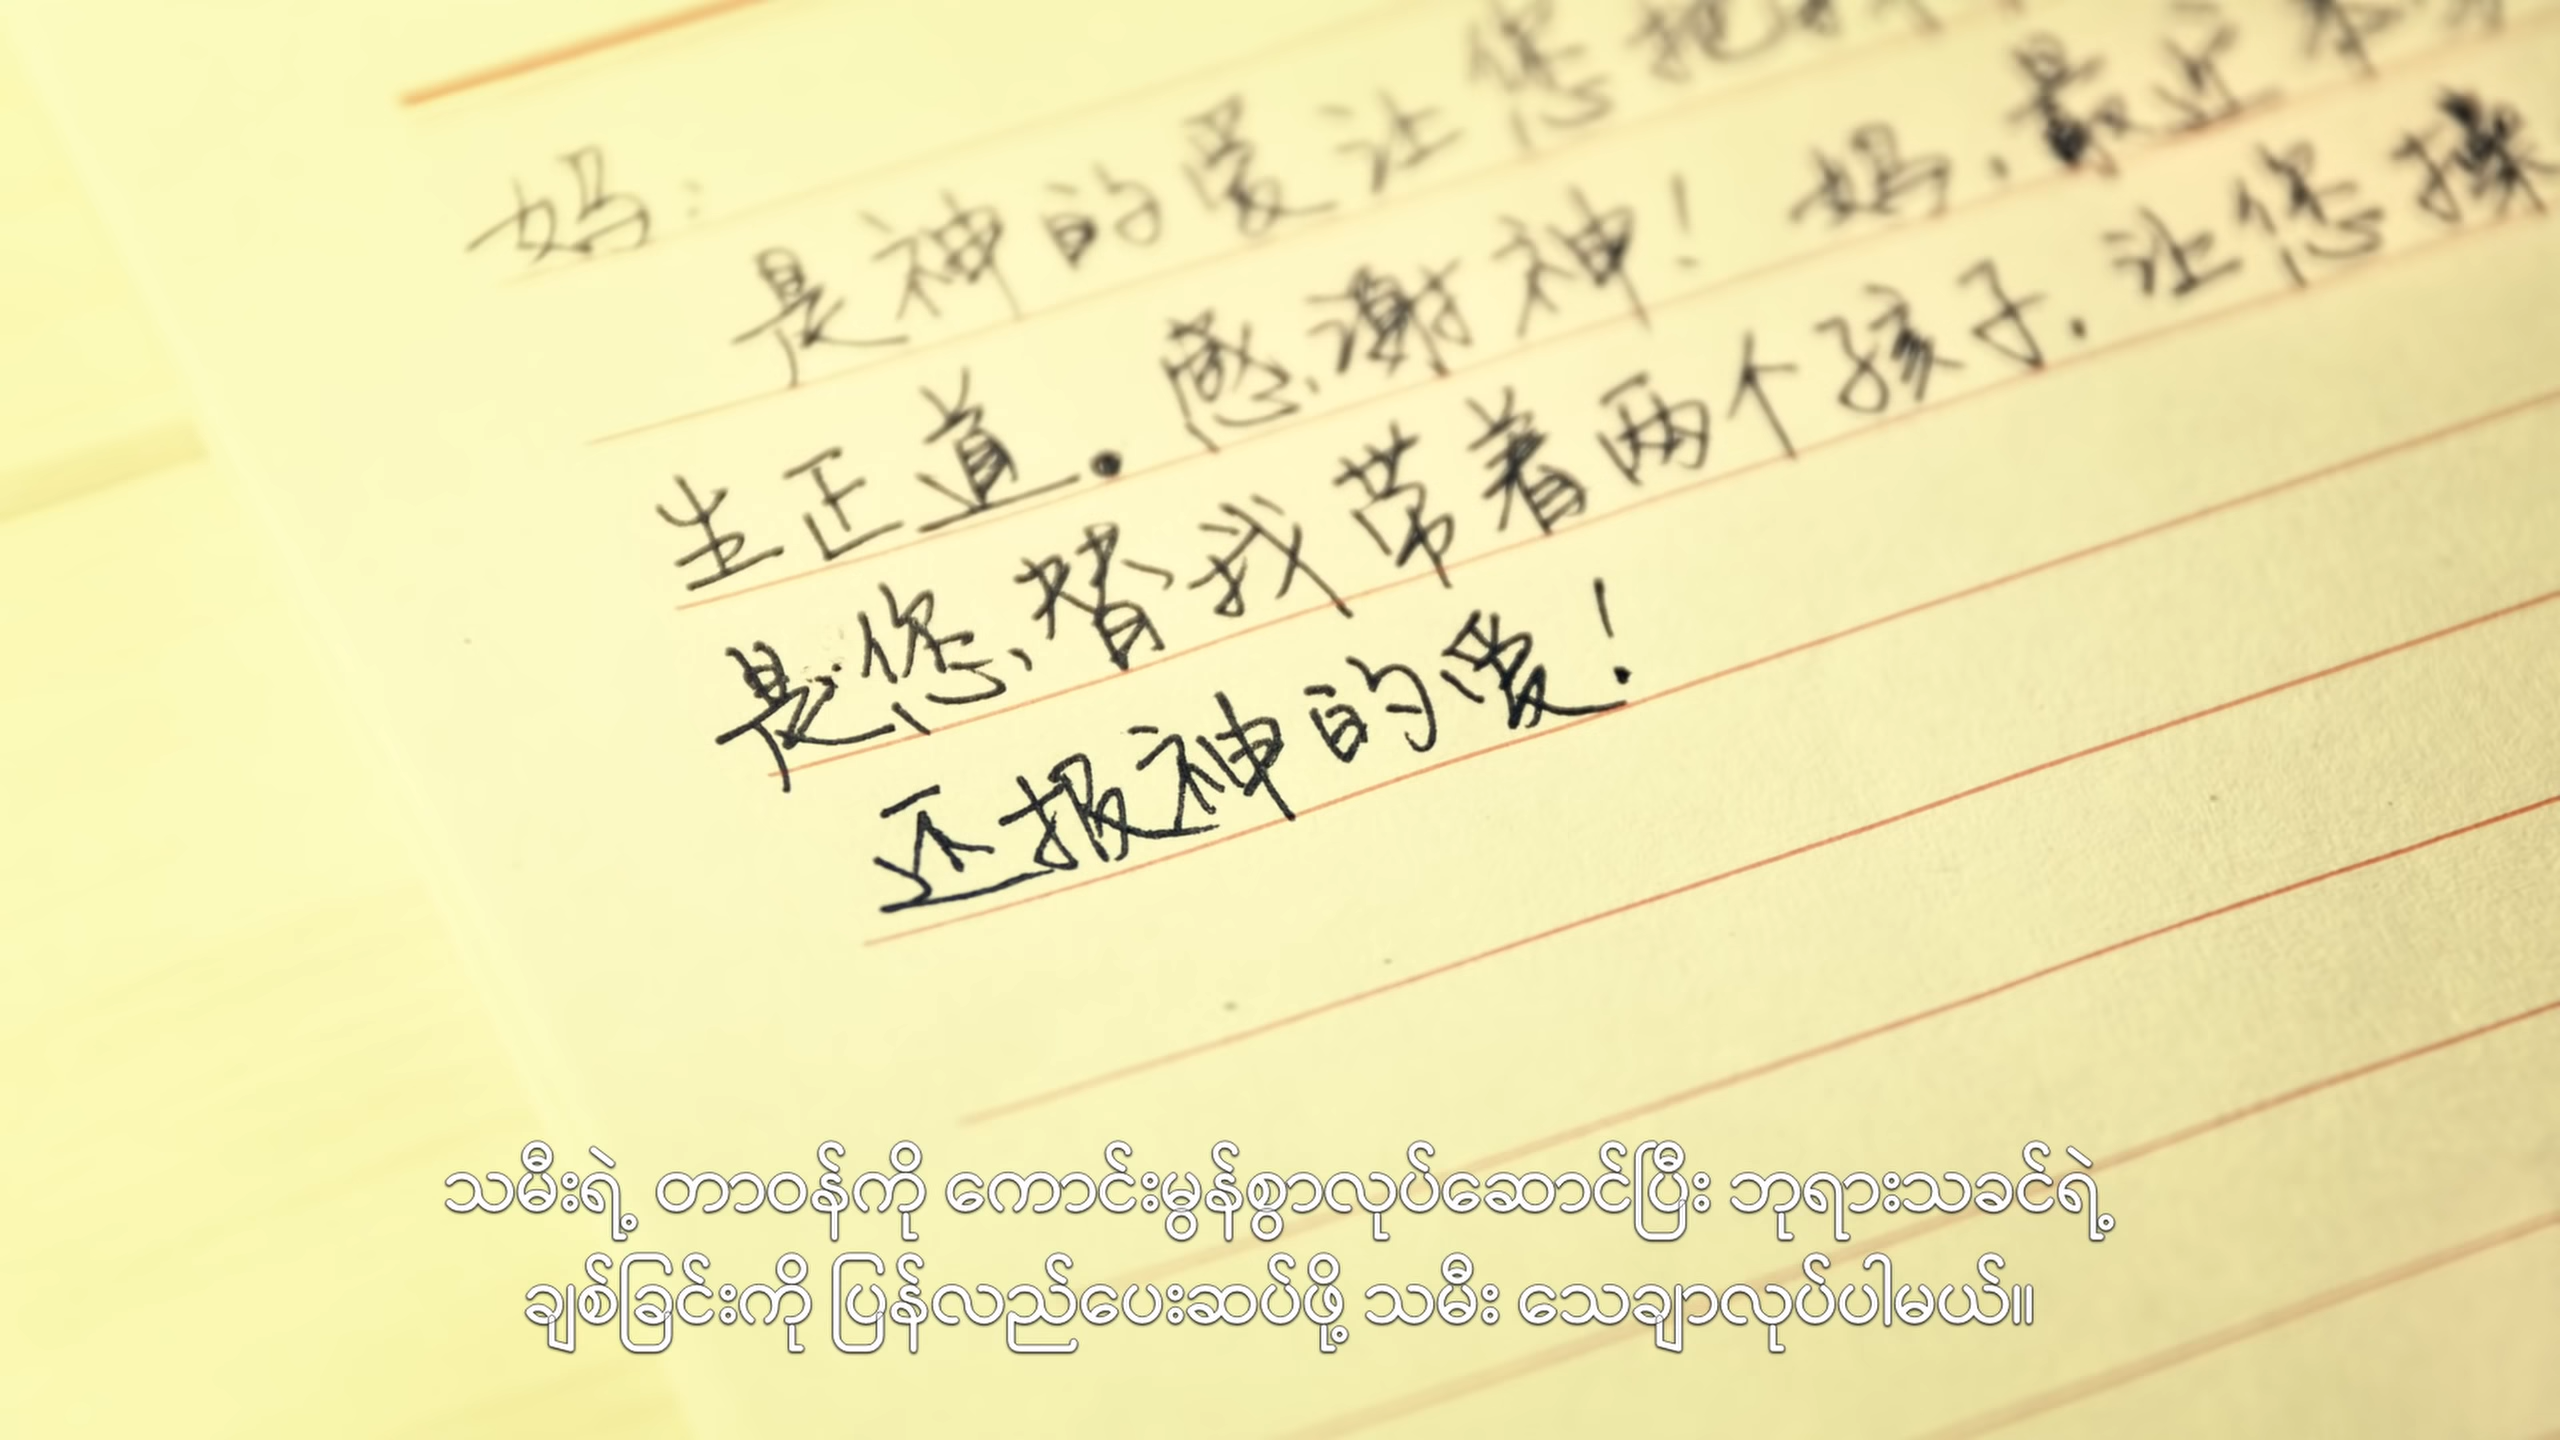 妈：
是神的爱让您把
生正道。感谢神！妈，最近
是您替我带着两个孩子，让您操
还报神的爱！
သမီးရဲ့ တာဝန်ကို ကောင်းမွန်စွာလုပ်ဆောင်ပြီး ဘုရားသခင်ရဲ့
ချစ်ခြင်းကို ပြန်လည်ပေးဆပ်ဖို့ သမီး သေချာလုပ်ပါမယ်။